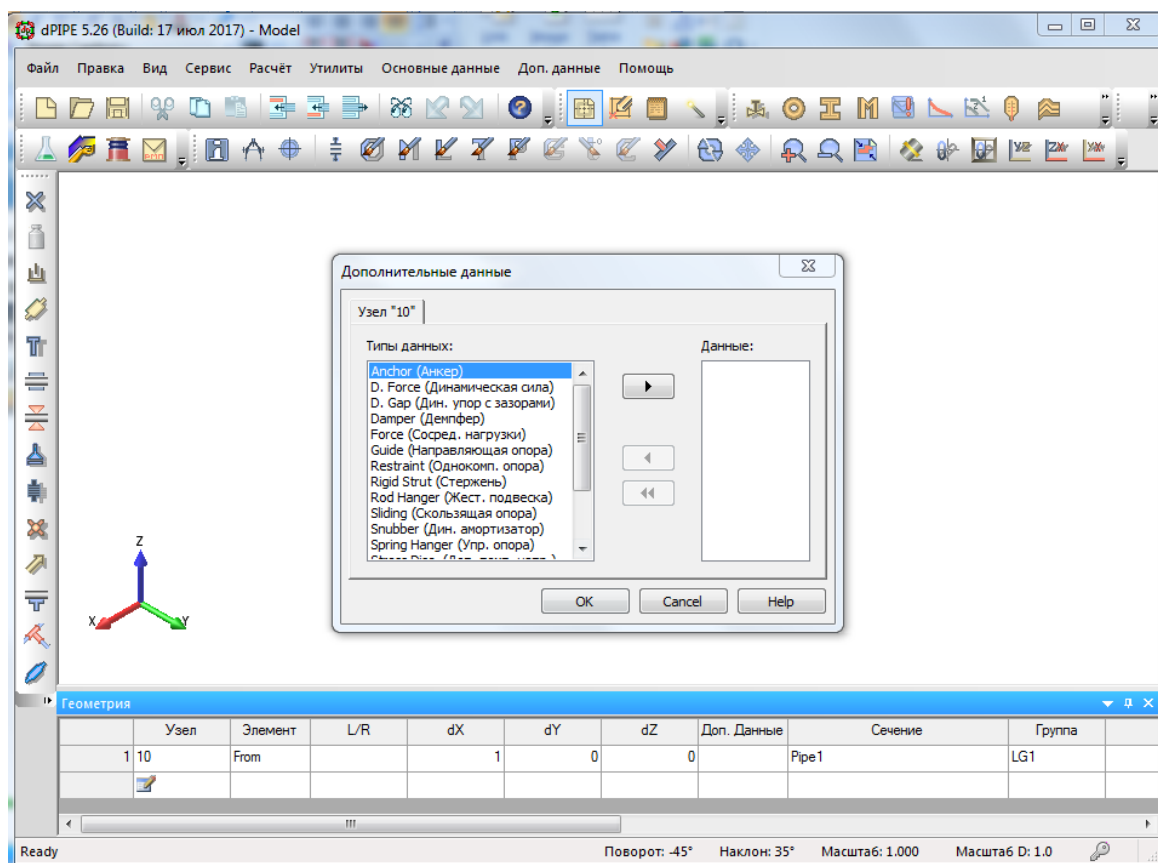 dPIPE 5.26 (Build: 17 июл 2017) - Model
Файл Правка Вид Сервис Расчёт Утилиты Основные данные Доп. данные Помощь
Дополнительные данные
Узел "10"
Типы данных:
Данные:
Anchor (Анкер)
D. Force (Динамическая сила)
D. Gap (Дин. упор с зазорами)
Damper (Демпфер)
Force (Сосред. нагрузки)
Guide (Направляющая опора)
Restraint (Однокомп. опора)
Rigid Strut (Стержень)
Rod Hanger (Жест. подвеска)
Sliding (Скользящая опора)
Snubber (Дин. амортизатор)
Spring Hanger (Упр. опора)
OK Cancel Help
Z
X Y
Геометрия
Узел Элемент L/R dX dY dZ Доп. Данные Сечение Группа
1 10 From 1 0 0 Pipe1 LG1
Ready Поворот: -45° Наклон: 35° Масштаб: 1.000 Масштаб D: 1.0